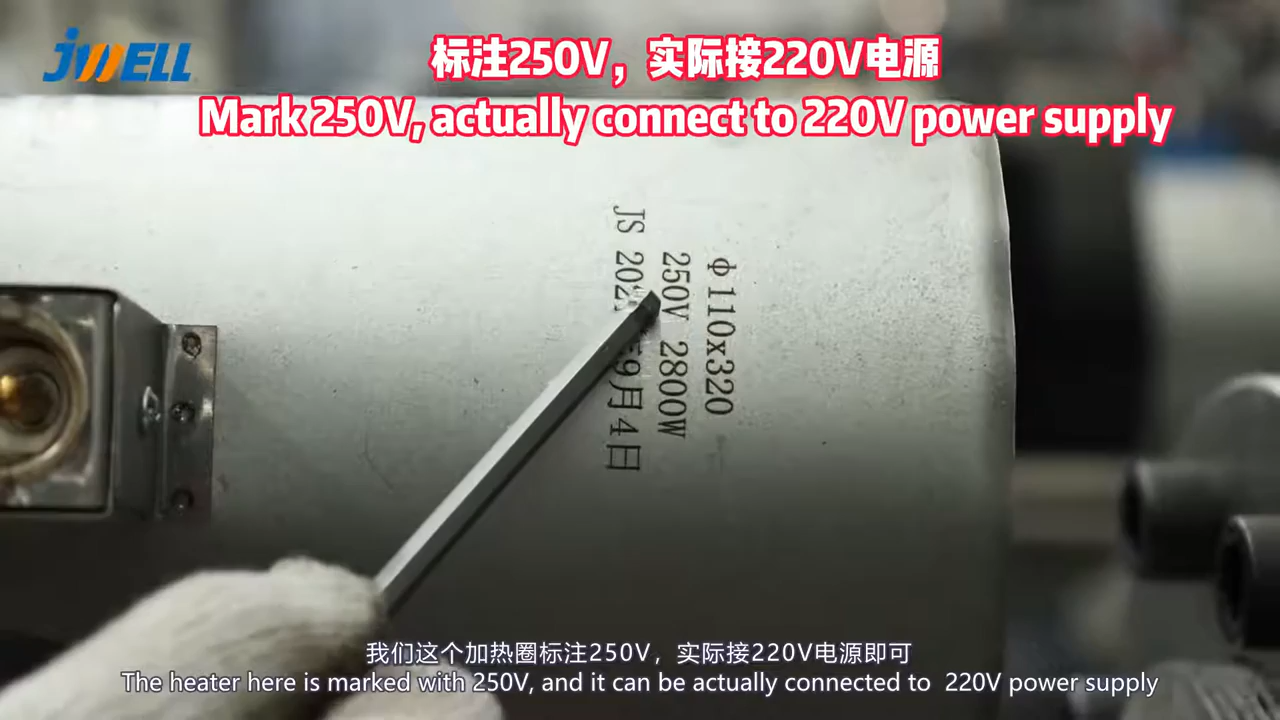 JWELL
标注250V，实际接220V电源
Mark 250V, actually connect to 220V power supply
φ110x320
250V 2800W
JS 202 9月4日
我们这个加热圈标注250V，实际接220V电源即可
The heater here is marked with 250V, and it can be actually connected to 220V power supply